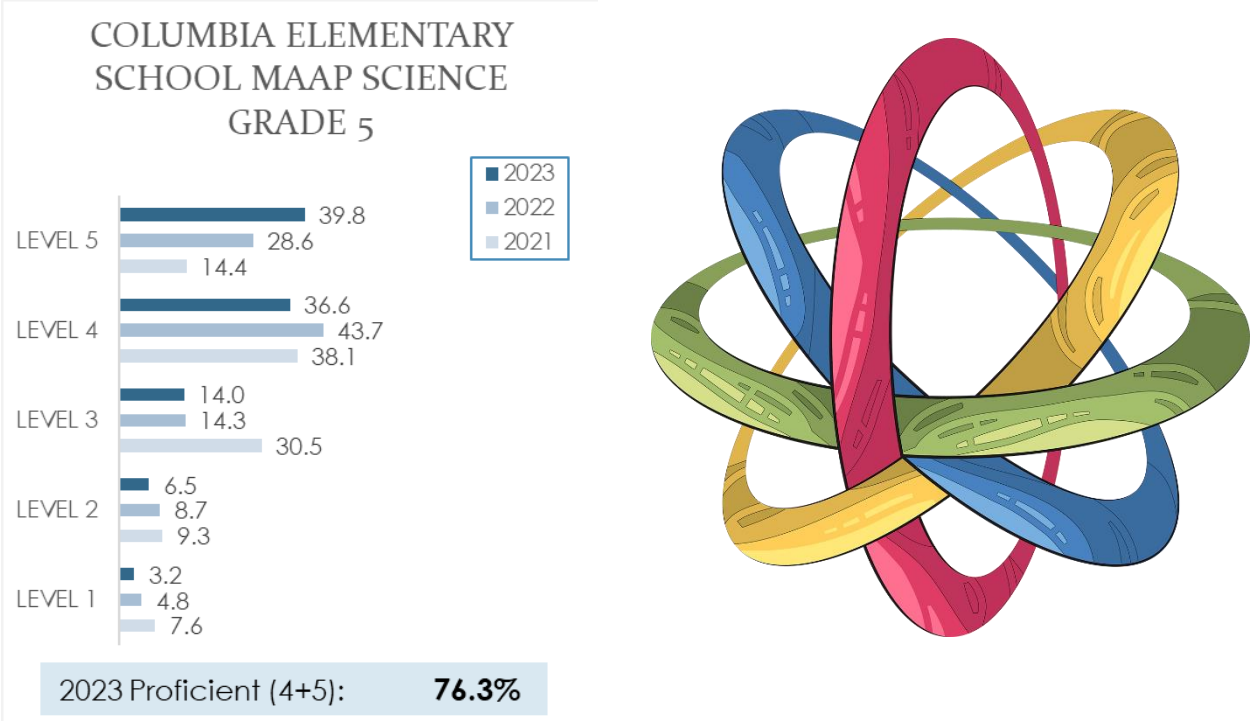 COLUMBIA ELEMENTARY
SCHOOL MAAP SCIENCE
GRADE 5
2023
2022
2021
LEVEL 5
39.8
28.6
14.4
LEVEL 4
36.6
43.7
38.1
LEVEL 3
14.0
14.3
30.5
LEVEL 2
6.5
8.7
9.3
LEVEL 1
3.2
4.8
7.6
2023 Proficient (4+5): 76.3%